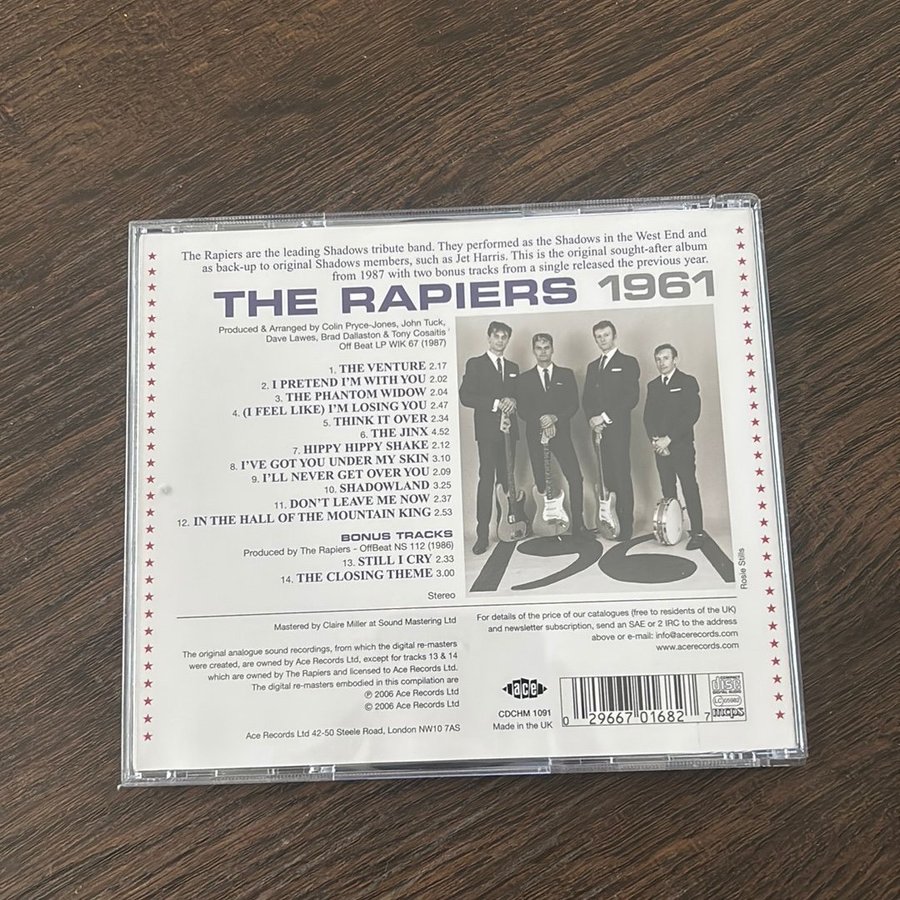 The Rapiers are the leading Shadows tribute band. They performed as the Shadows in the West End and
as back-up to original Shadows members, such as Jet Harris. This is the original sought-after album
from 1987 with two bonus tracks from a single released the previous year.
THE RAPIERS 1961
Produced & Arranged by Colin Pryce-Jones, John Tuck,
Dave Lawes, Brad Dallaston & Tony Cosaitis
Off Beat LP WIK 67 (1987)
1. THE VENTURE 2.17
2. I PRETEND I'M WITH YOU 2.02
3. THE PHANTOM WIDOW 2.04
4. (I FEEL LIKE) I'M LOSING YOU 2.47
5. THINK IT OVER 2.34
6. THE JINX 4.52
7. HIPPY HIPPY SHAKE 2.12
8. I'VE GOT YOU UNDER MY SKIN 3.10
9. I'LL NEVER GET OVER YOU 2.09
10. SHADOWLAND 3.25
11. DON'T LEAVE ME NOW 2.37
12. IN THE HALL OF THE MOUNTAIN KING 2.53
BONUS TRACKS
Produced by The Rapiers - OffBeat NS 112 (1986)
13. STILL I CRY 2.33
14. THE CLOSING THEME 3.00
Stereo
1961
Rosie Stills
Mastered by Claire Miller at Sound Mastering Ltd
The original analogue sound recordings, from which the digital re-masters
were created, are owned by Ace Records Ltd, except for tracks 13 & 14
which are owned by The Rapiers and licensed to Ace Records Ltd.
The digital re-masters embodied in this compilation are
℗ 2006 Ace Records Ltd
© 2006 Ace Records Ltd
Ace Records Ltd 42-50 Steele Road, London NW10 7AS
For details of the price of our catalogues (free to residents of the UK)
and newsletter subscription, send an SAE or 2 IRC to the address
above or e-mail: info@acerecords.com
www.acerecords.com
ace
CDCHM 1091
Made in the UK
0 29667 01682 7
COMPACT disc DIGITAL AUDIO
LC 05982
mcps